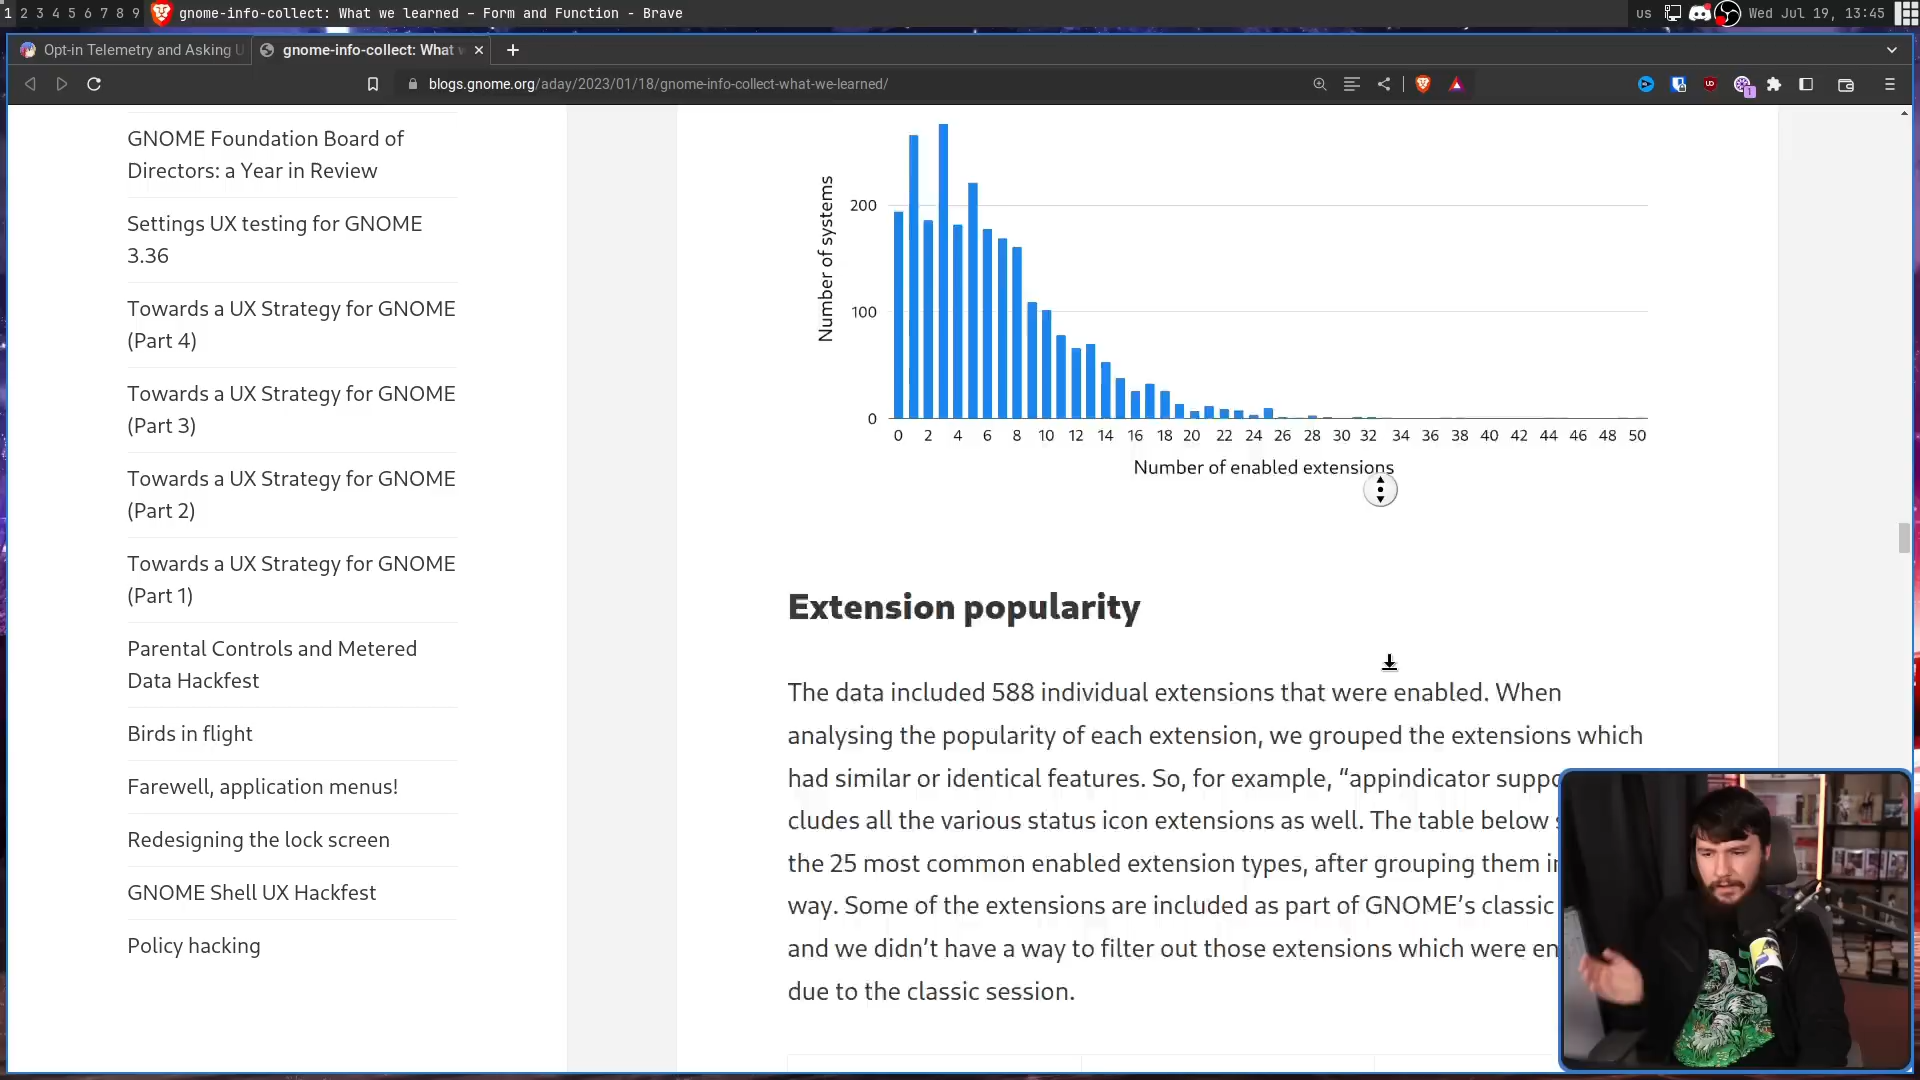 1 2 3 4 5 6 7 8 9 gnome-info-collect: What we learned – Form and Function - Brave
us Wed Jul 19, 13:45
Opt-in Telemetry and Asking U
gnome-info-collect: What w
blogs.gnome.org/aday/2023/01/18/gnome-info-collect-what-we-learned/
GNOME Foundation Board of
Directors: a Year in Review
Settings UX testing for GNOME
3.36
Towards a UX Strategy for GNOME
(Part 4)
Towards a UX Strategy for GNOME
(Part 3)
Towards a UX Strategy for GNOME
(Part 2)
Towards a UX Strategy for GNOME
(Part 1)
Parental Controls and Metered
Data Hackfest
Birds in flight
Farewell, application menus!
Redesigning the lock screen
GNOME Shell UX Hackfest
Policy hacking
Number of systems
200
100
0
0 2 4 6 8 10 12 14 16 18 20 22 24 26 28 30 32 34 36 38 40 42 44 46 48 50
Number of enabled extensions
Extension popularity
The data included 588 individual extensions that were enabled. When
analysing the popularity of each extension, we grouped the extensions which
had similar or identical features. So, for example, “appindicator suppo
cludes all the various status icon extensions as well. The table below
the 25 most common enabled extension types, after grouping them in
way. Some of the extensions are included as part of GNOME’s classic
and we didn’t have a way to filter out those extensions which were en
due to the classic session.